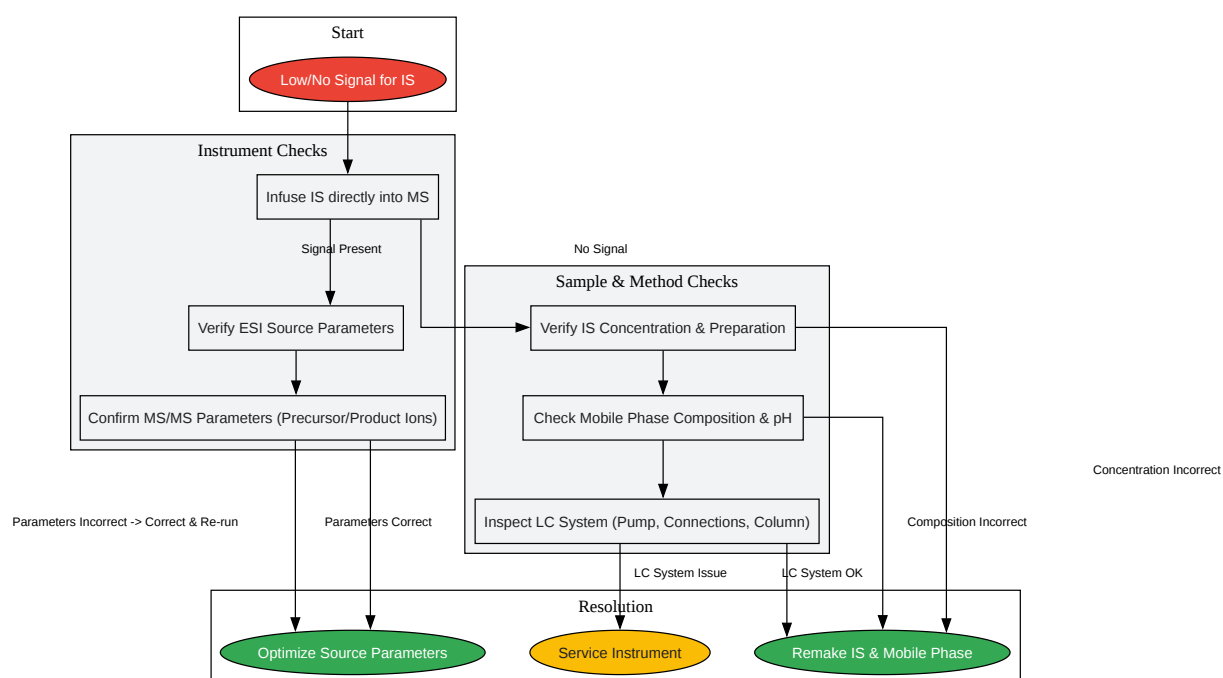 Start
Low/No Signal for IS
Instrument Checks
Infuse IS directly into MS
Signal Present
No Signal
Sample & Method Checks
Verify ESI Source Parameters
Verify IS Concentration & Preparation
Confirm MS/MS Parameters (Precursor/Product Ions)
Check Mobile Phase Composition & pH
Concentration Incorrect
Parameters Incorrect -> Correct & Re-run
Parameters Correct
Inspect LC System (Pump, Connections, Column)
Composition Incorrect
LC System Issue
LC System OK
Resolution
Optimize Source Parameters
Service Instrument
Remake IS & Mobile Phase